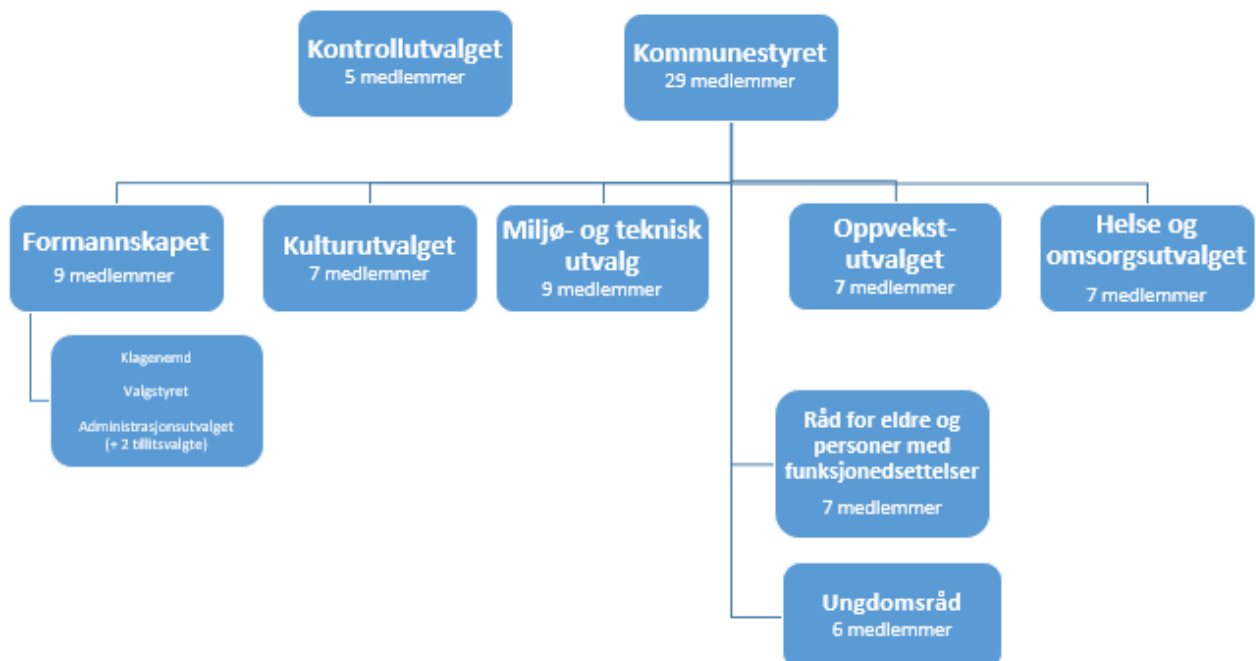 Kontrollutvalget
5 medlemmer
Kommunestyret
29 medlemmer
Formannskapet
9 medlemmer
Kulturutvalget
7 medlemmer
Miljø- og teknisk
utvalg
9 medlemmer
Oppvekst-
utvalget
7 medlemmer
Helse og
omsorgsutvalget
7 medlemmer
Klagenemd
Valgstyret
Administrasjonsutvalget
(+ 2 tillitsvalgte)
Råd for eldre og
personer med
funksjonedsettelser
7 medlemmer
Ungdomsråd
6 medlemmer